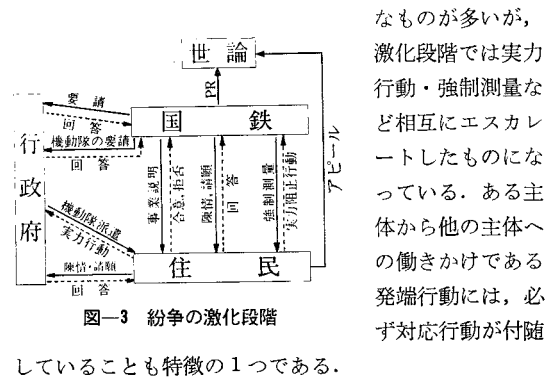 世論
PR
要請
回答
国鉄
機動隊の要請
回答
行政府
事業説明
合意・拒否
陳情・請願
回答
強制測量
実力阻止行動
アピール
機動隊派遣
実力行動
陳情・請願
回答
住民
図—3 紛争の激化段階
なものが多いが,
激化段階では実力
行動・強制測量な
ど相互にエスカレ
ートしたものにな
っている.ある主
体から他の主体へ
の働きかけである
発端行動には,必
ず対応行動が付随
していることも特徴の1つである.